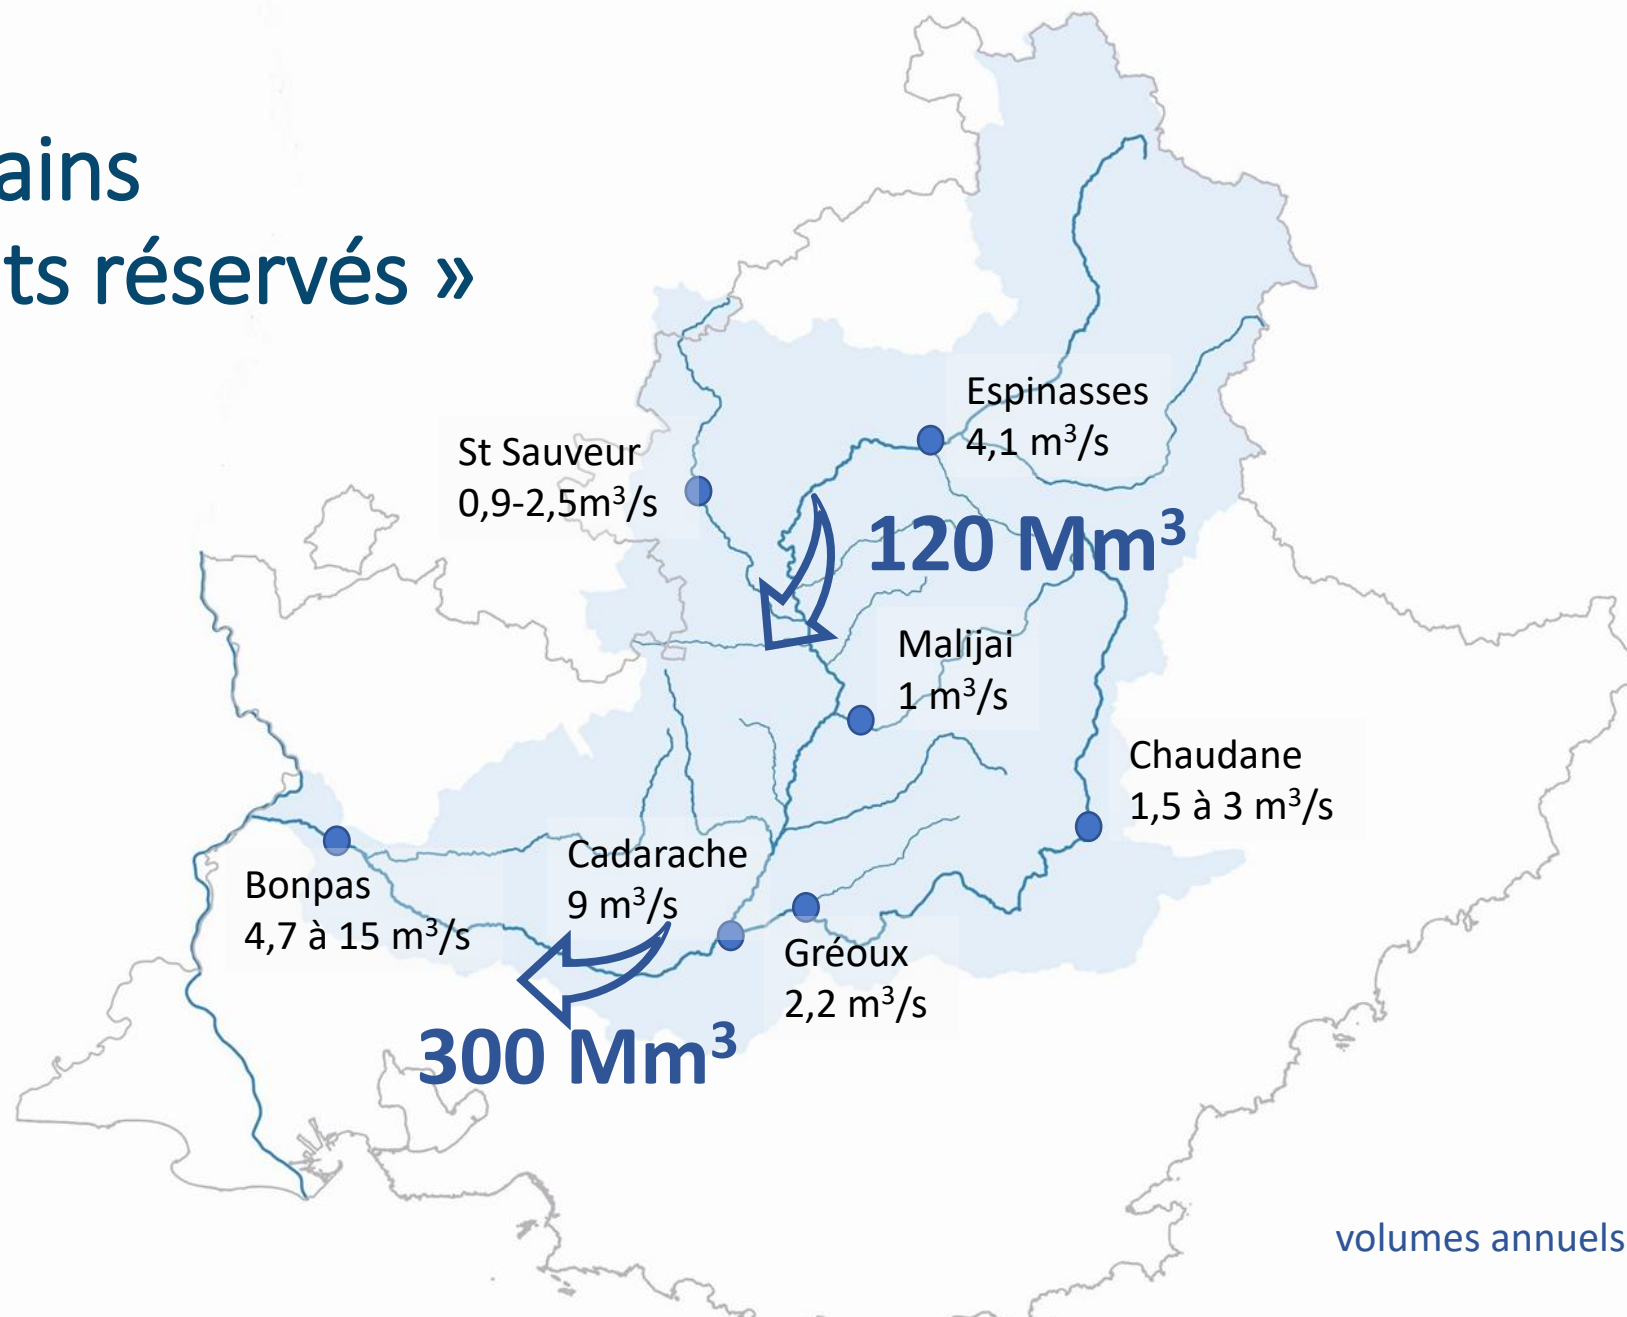 ains
ts réservés »
Espinasses
4,1 m³/s
St Sauveur
0,9-2,5m³/s
120 Mm³
Malijai
1 m³/s
Chaudane
1,5 à 3 m³/s
Cadarache
9 m³/s
Bonpas
4,7 à 15 m³/s
Gréoux
2,2 m³/s
300 Mm³
volumes annuels